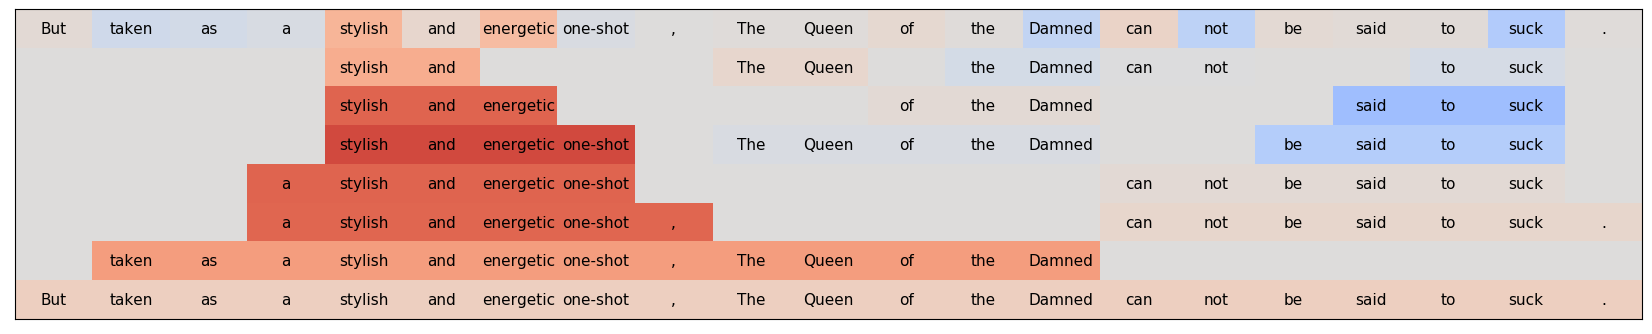 But taken as a stylish and energetic one-shot , The Queen of the Damned can not be said to suck .
stylish and The Queen the Damned can not to suck
stylish and energetic of the Damned said to suck
stylish and energetic one-shot The Queen of the Damned be said to suck
a stylish and energetic one-shot can not be said to suck
a stylish and energetic one-shot , can not be said to suck .
taken as a stylish and energetic one-shot , The Queen of the Damned
But taken as a stylish and energetic one-shot , The Queen of the Damned can not be said to suck .